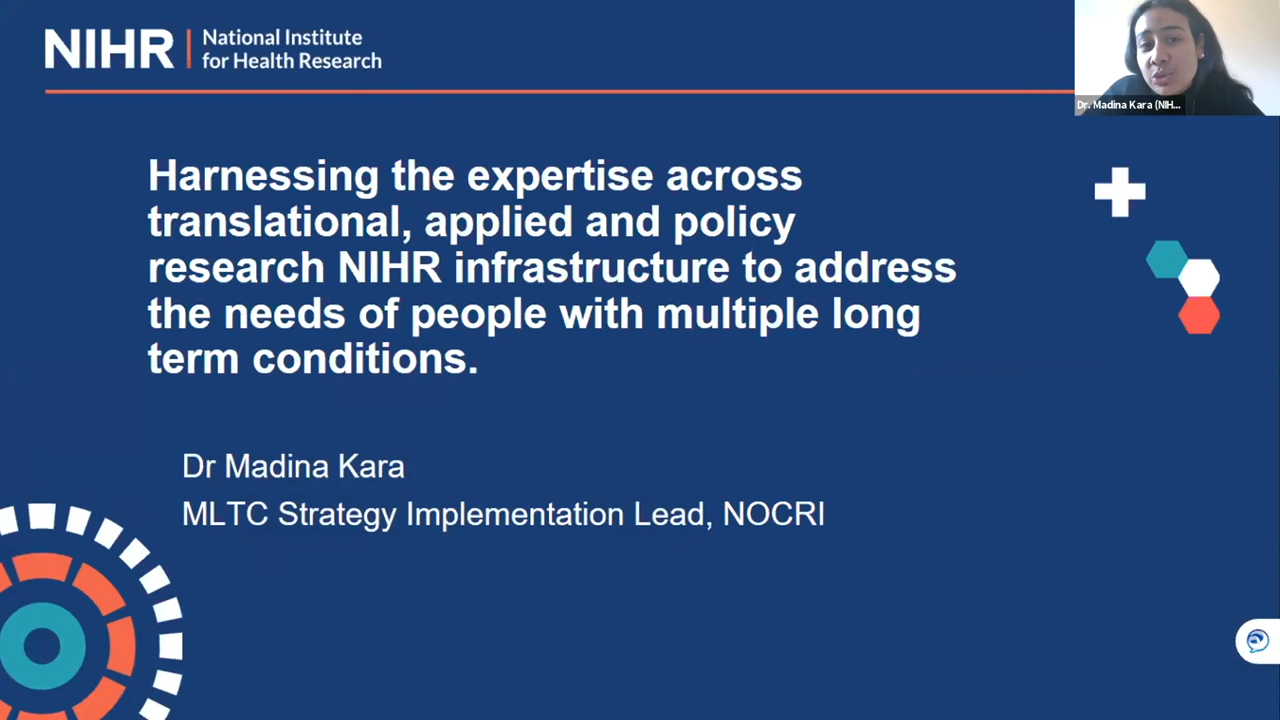 NIHR | National Institute
for Health Research
Dr. Madina Kara (NIH...
Harnessing the expertise across
translational, applied and policy
research NIHR infrastructure to address
the needs of people with multiple long
term conditions.
Dr Madina Kara
MLTC Strategy Implementation Lead, NOCRI